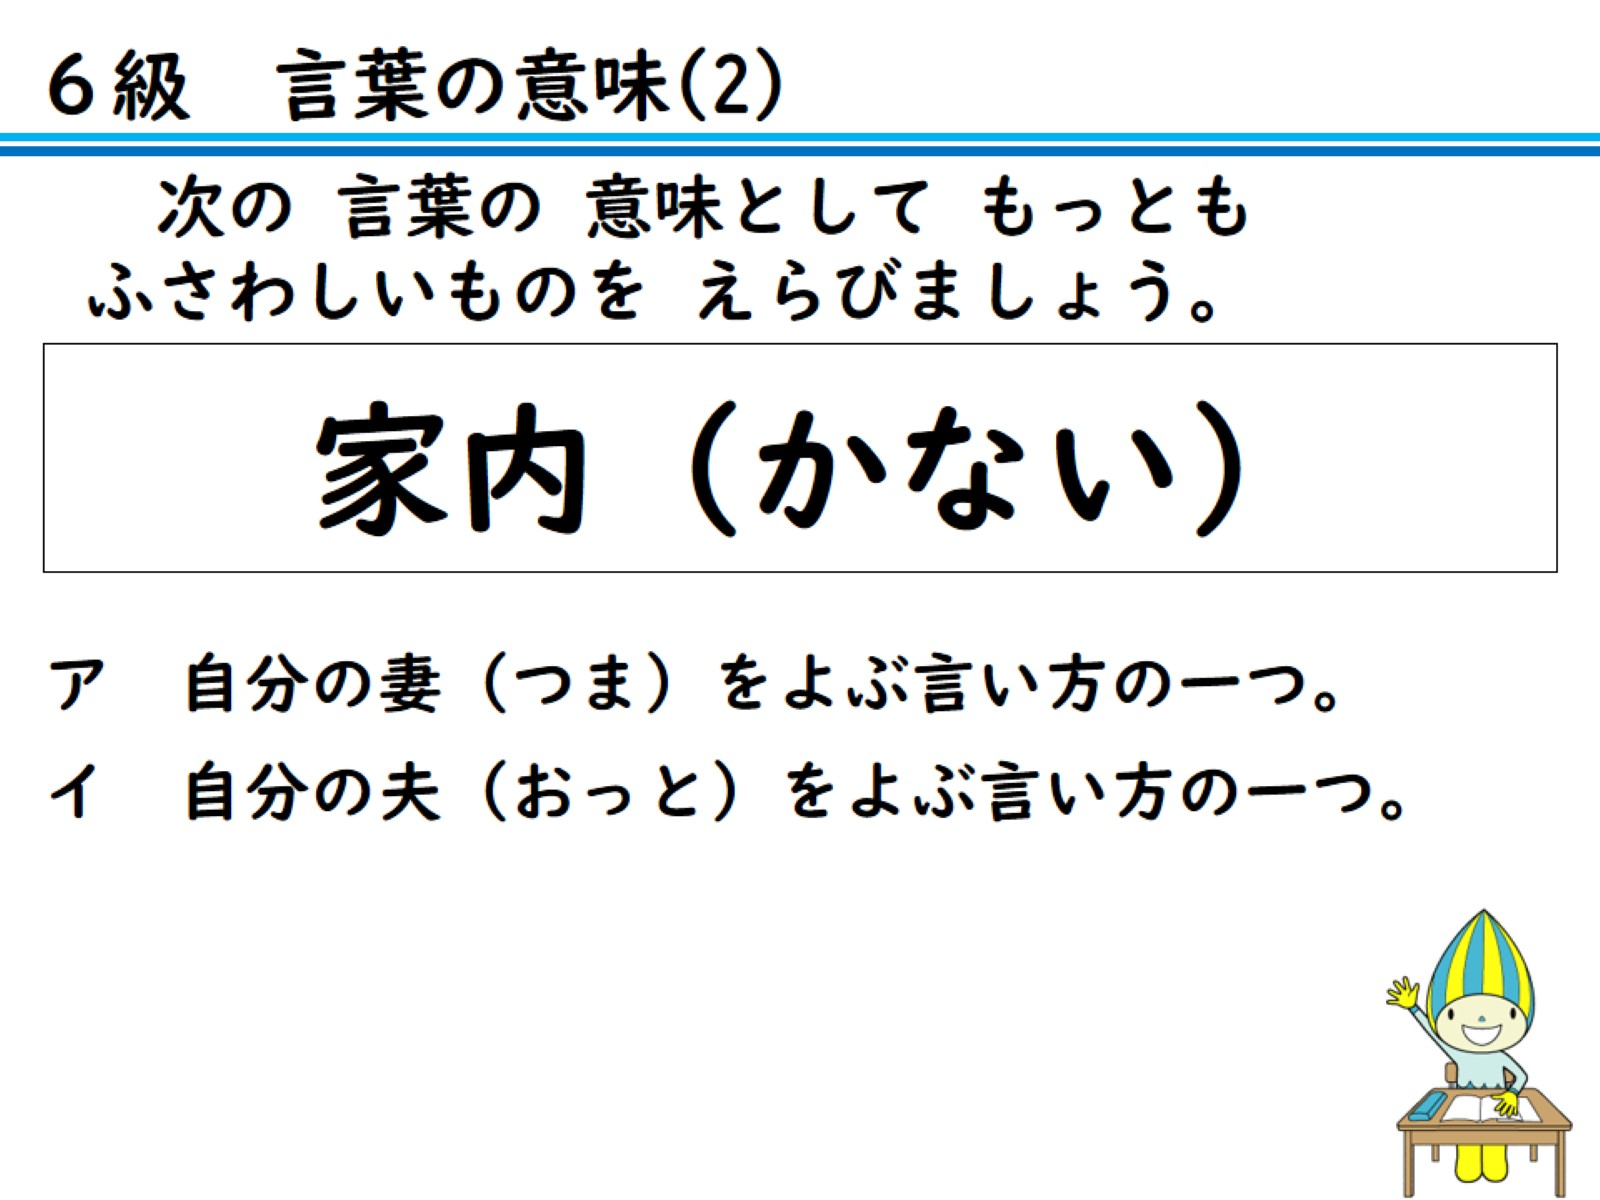 ６級　言葉の意味(2)
次の 言葉の 意味として もっとも
ふさわしいものを えらびましょう。
家内（かない）
ア　自分の妻（つま）をよぶ言い方の一つ。
イ　自分の夫（おっと）をよぶ言い方の一つ。